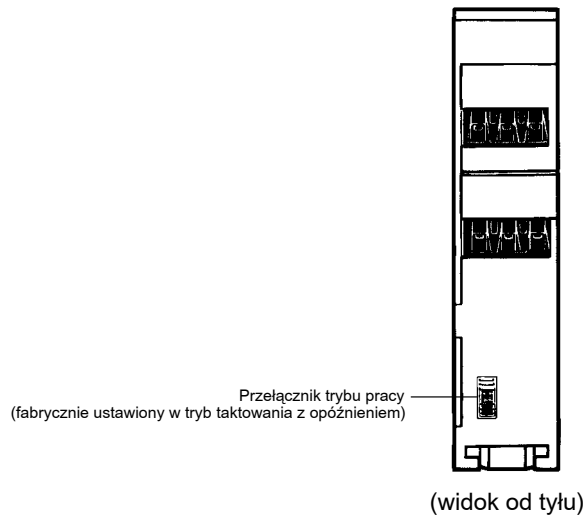 Przełącznik trybu pracy
(fabrycznie ustawiony w tryb taktowania z opóźnieniem)
(widok od tyłu)